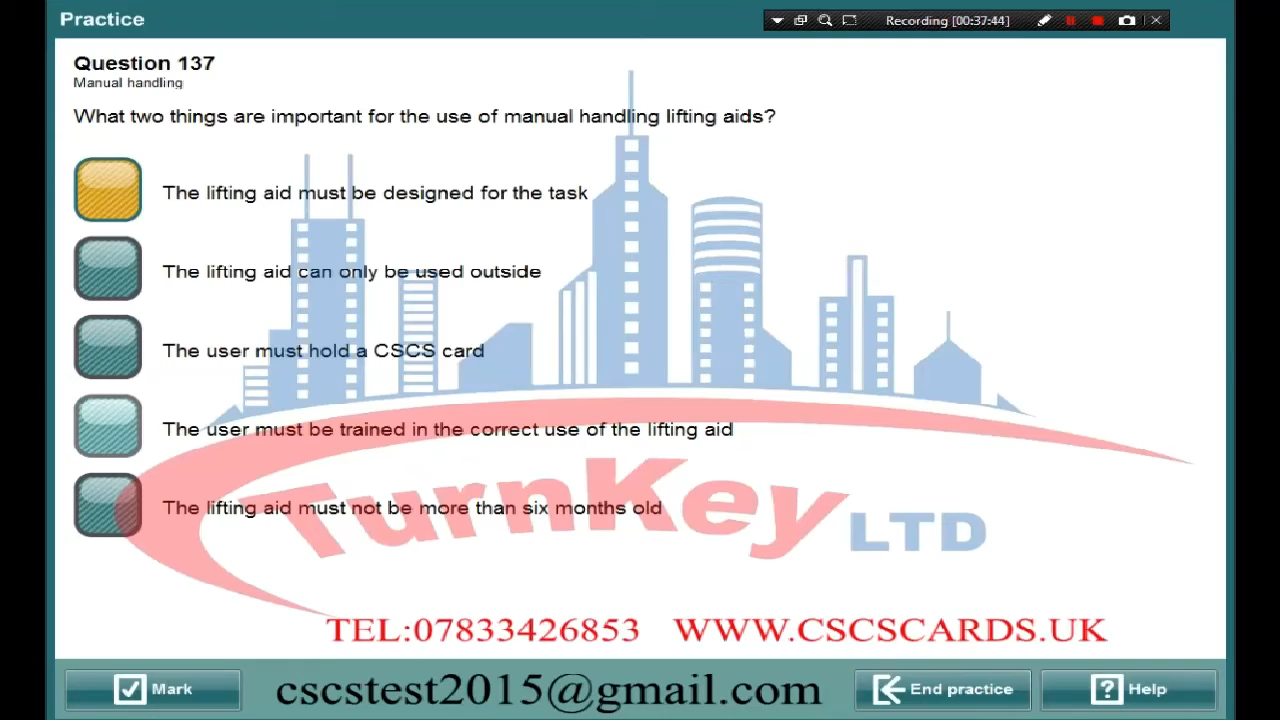 Practice
Recording [00:37:44]
Question 137
Manual handling
What two things are important for the use of manual handling lifting aids?
The lifting aid must be designed for the task
The lifting aid can only be used outside
The user must hold a CSCS card
The user must be trained in the correct use of the lifting aid
The lifting aid must not be more than six months old
TurnKey LTD
TEL:07833426853 WWW.CSCSCARDS.UK
Mark
cscstest2015@gmail.com
End practice
? Help